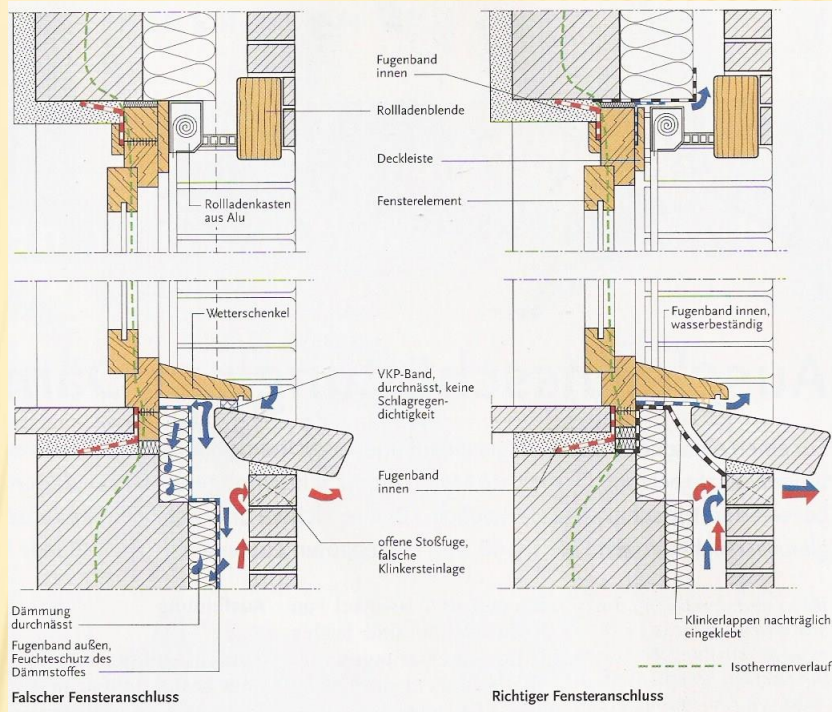 Fugenband
innen
Rollladenblende
Deckleiste
Fensterelement
Rollladenkasten
aus Alu
Wetterschenkel
Fugenband innen,
wasserbeständig
VKP-Band,
durchnässt, keine
Schlagregen-
dichtigkeit
Fugenband
innen
offene Stoßfuge,
falsche
Klinkersteinlage
Dämmung
durchnässt
Fugenband außen,
Feuchteschutz des
Dämmstoffes
Klinkerlappen nachträglich
eingeklebt
Isothermenverlauf
Falscher Fensteranschluss
Richtiger Fensteranschluss